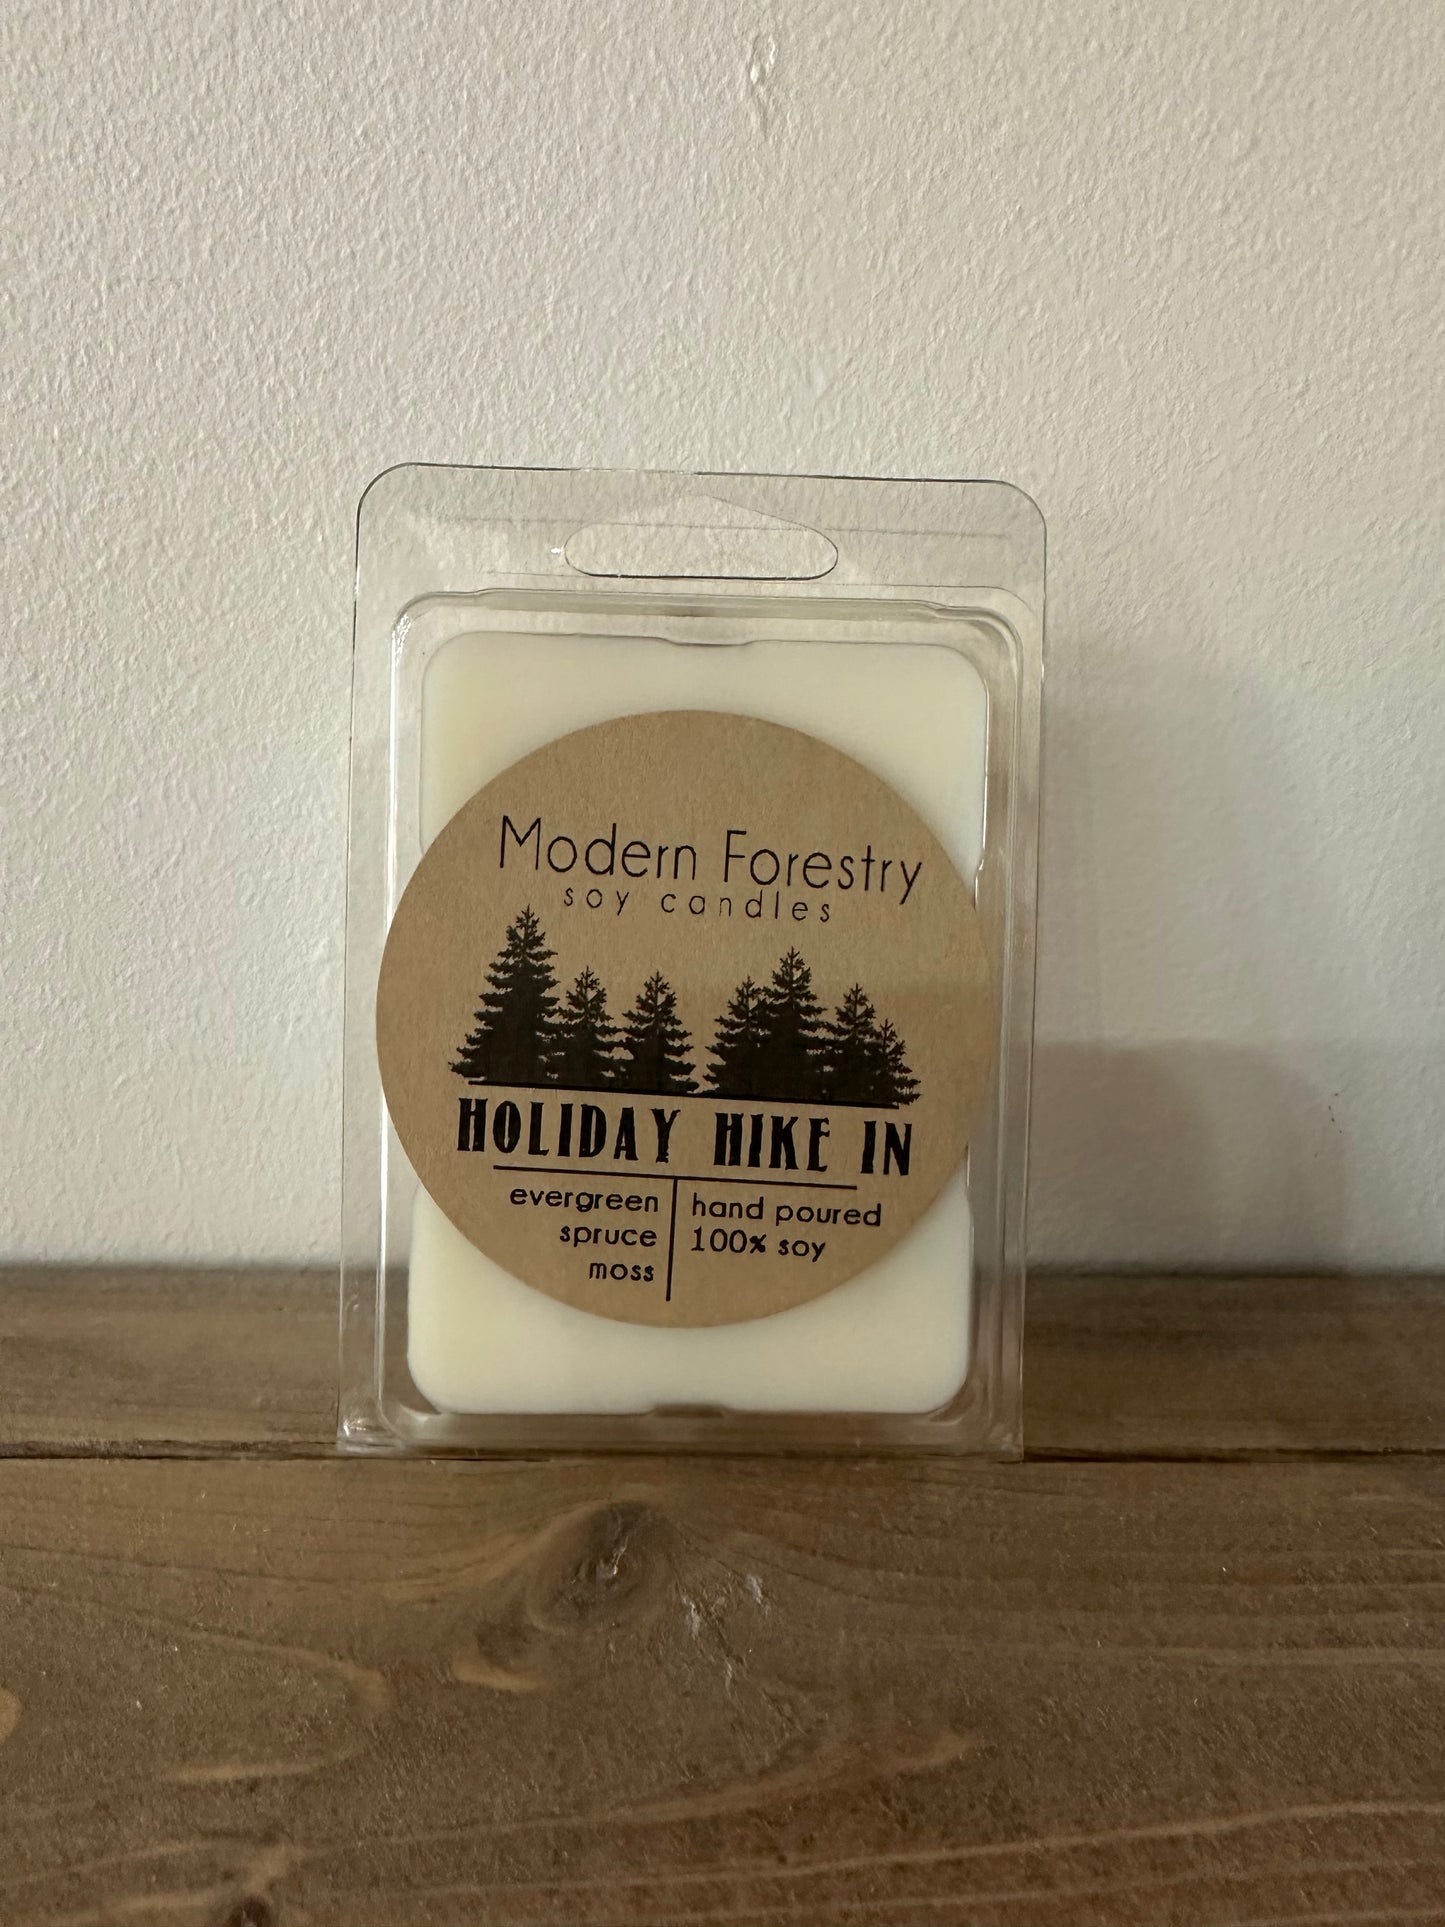 Modern Forestry
soy candles
HOLIDAY HIKE IN
evergreen
spruce
moss
hand poured
100% soy